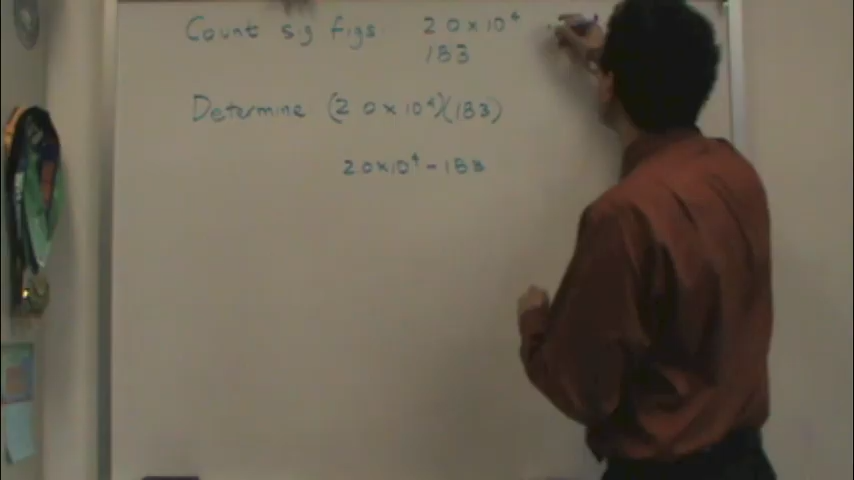 Count sig figs 2 0 x 10⁴
183
Determine (2 0 x 10⁴)(183)
2 0 x 10⁴ - 183